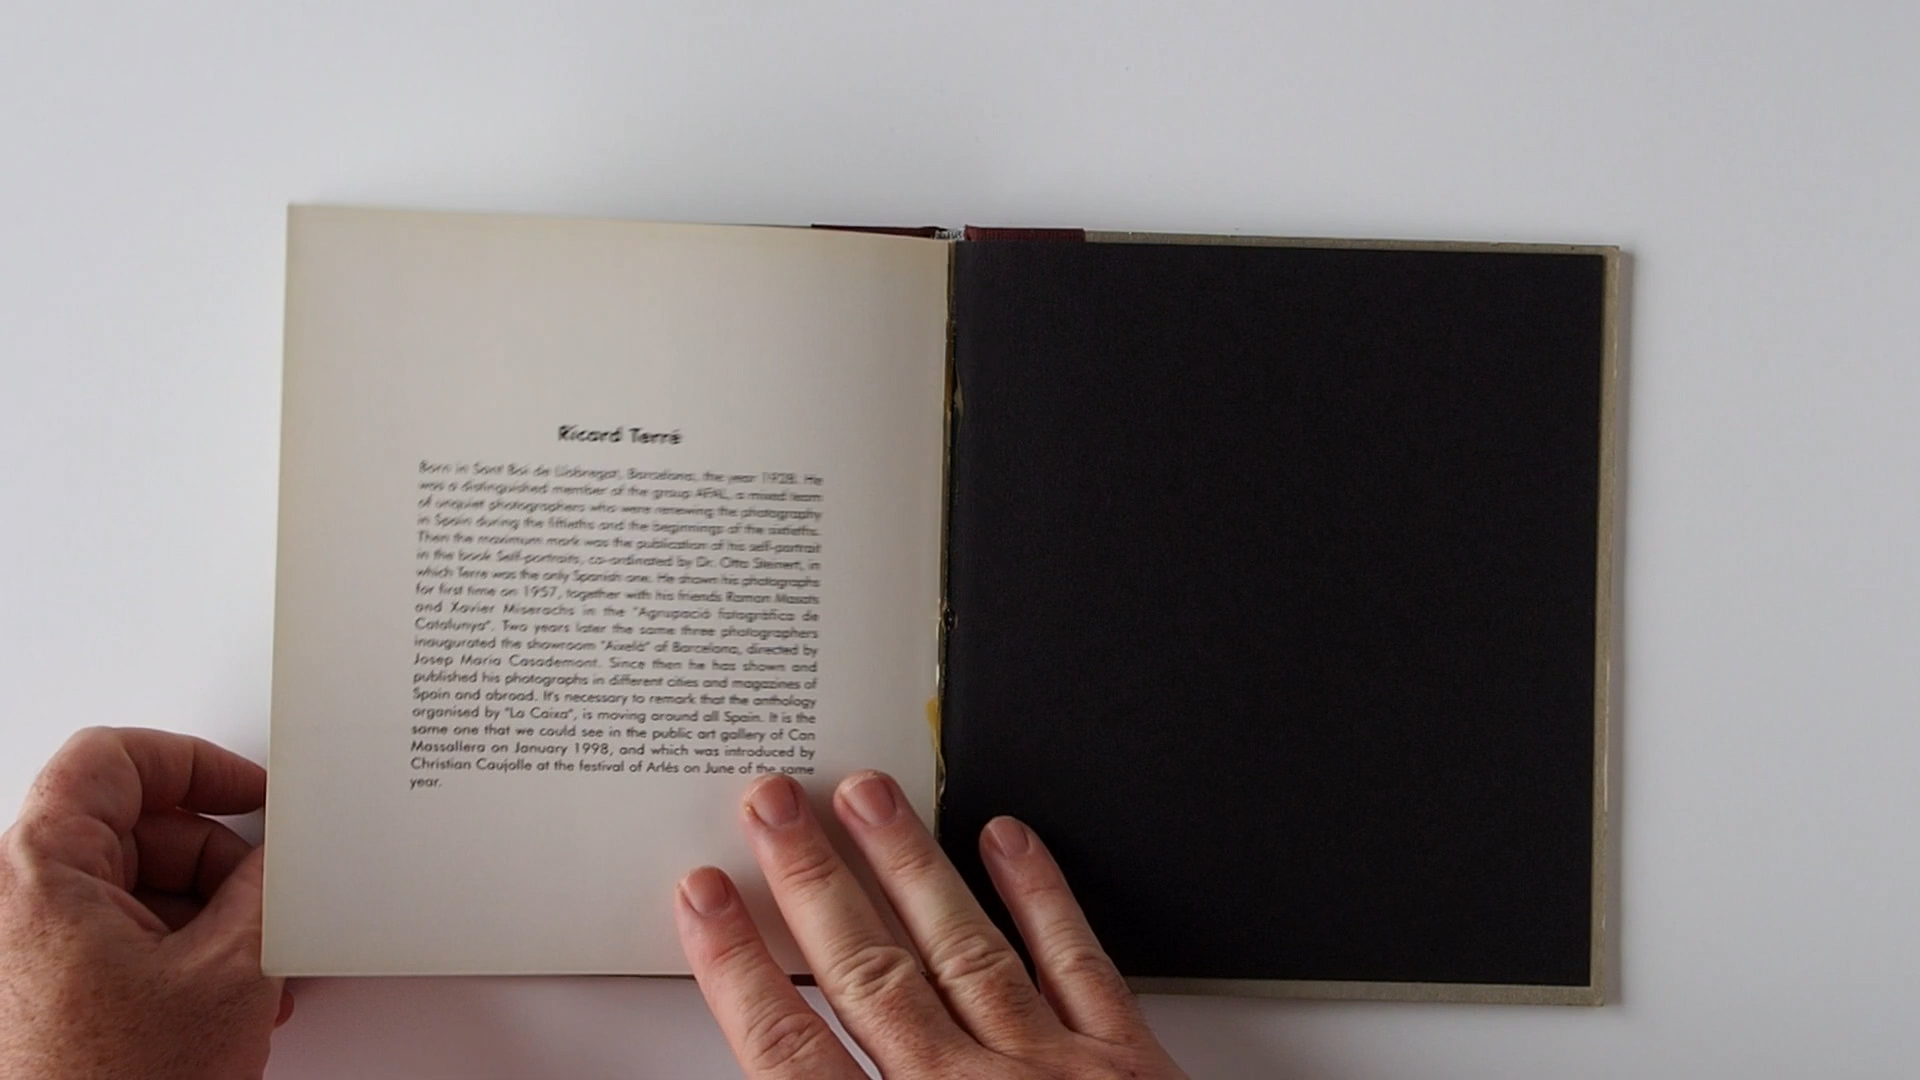 Ricard Terré
Born in Sant Boi de Llobregat, Barcelona, the year 1928. He
was a distinguished member of the group AFAL, a mixed team
of unquiet photographers who were renewing the photography
in Spain during the fiftieths and the beginnings of the sixtieths.
Then the maximum mark was the publication of his self-portrait
in the book Self-portraits, co-ordinated by Dr. Otto Steinert, in
which Terre was the only Spanish one. He shown his photographs
for first time on 1957, together with his friends Ramon Masats
and Xavier Miserachs in the "Agrupació fotogràfica de
Catalunya". Two years later the same three photographers
inaugurated the showroom "Aixelà" of Barcelona, directed by
Josep Maria Casademont. Since then he has shown and
published his photographs in different cities and magazines of
Spain and abroad. It's necessary to remark that the anthology
organised by "La Caixa", is moving around all Spain. It is the
same one that we could see in the public art gallery of Can
Massallera on January 1998, and which was introduced by
Christian Caujolle at the festival of Arlés on June of the same
year.